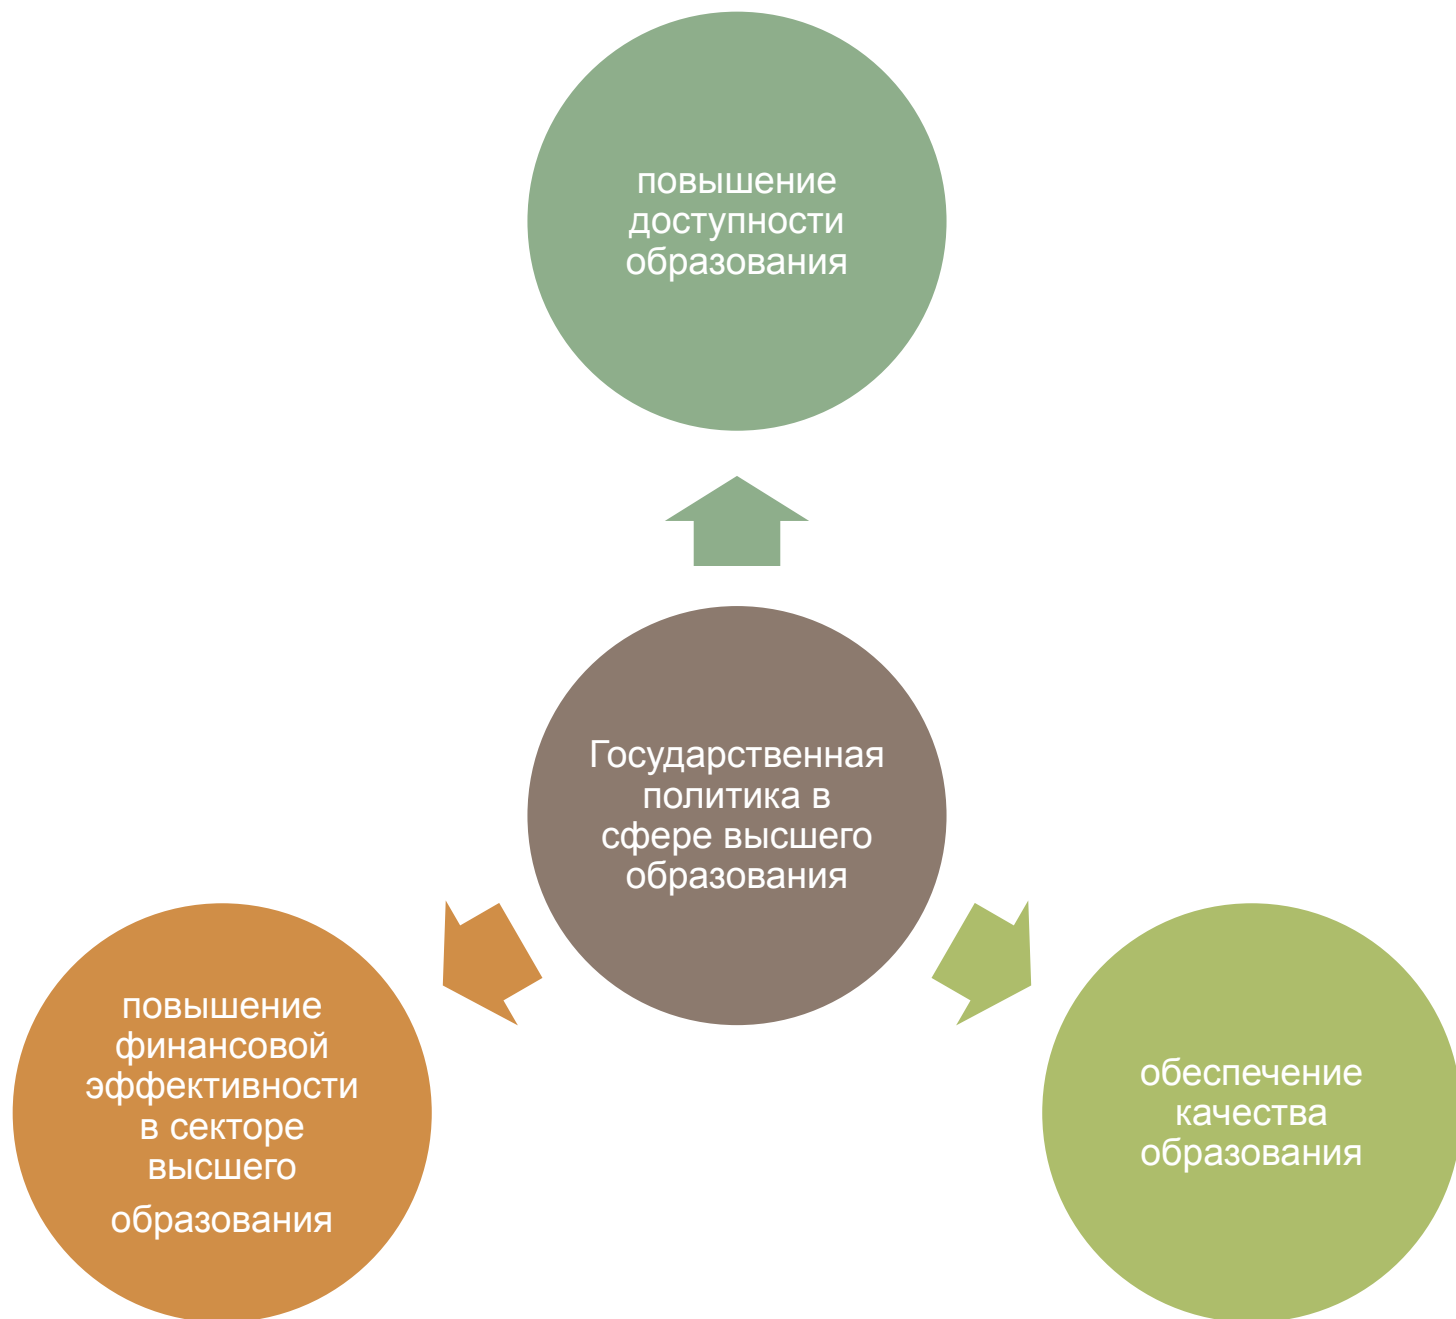 повышение
доступности
образования
Государственная
политика в
сфере высшего
образования
повышение
финансовой
эффективности
в секторе
высшего
образования
обеспечение
качества
образования